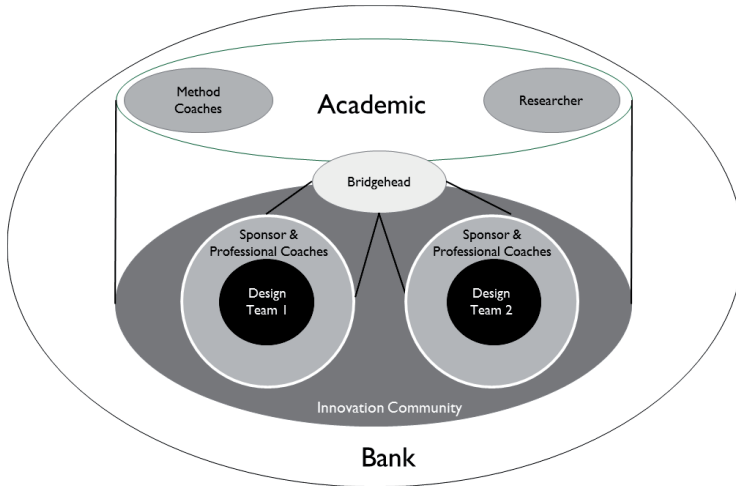 Method
Coaches
Academic
Researcher
Bridgehead
Sponsor &
Professional Coaches
Design
Team 1
Sponsor &
Professional Coaches
Design
Team 2
Innovation Community
Bank